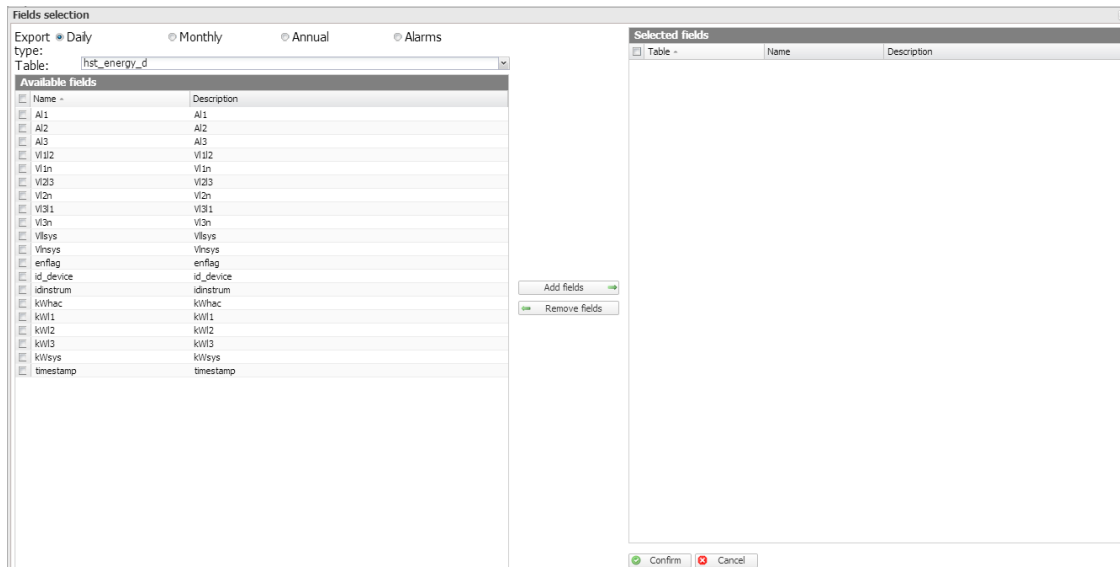 Fields selection
Export type: Daily Monthly Annual Alarms
Table: hst_energy_d
Available fields
Name Description
Al1 Al1
Al2 Al2
Al3 Al3
Vl1l2 Vl1l2
Vl1n Vl1n
Vl2l3 Vl2l3
Vl2n Vl2n
Vl3l1 Vl3l1
Vl3n Vl3n
Vllsys Vllsys
Vlnsys Vlnsys
enflag enflag
id_device id_device
idinstrum idinstrum
kWhac kWhac
kWl1 kWl1
kWl2 kWl2
kWl3 kWl3
kWsys kWsys
timestamp timestamp
Add fields
Remove fields
Selected fields
Table Name Description
Confirm Cancel